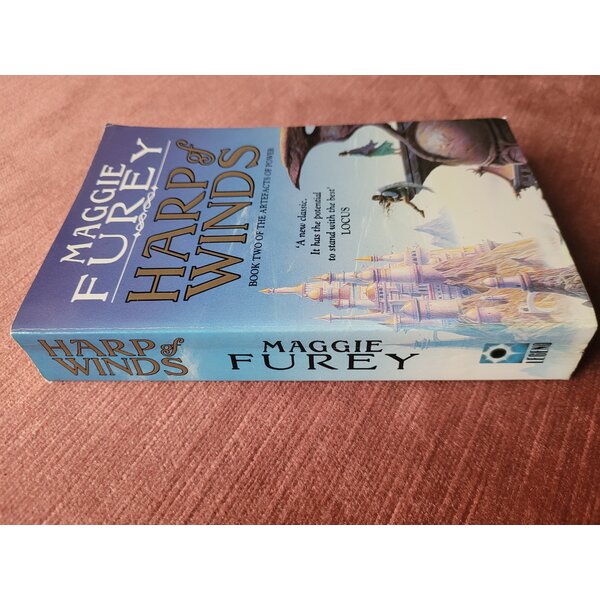 MAGGIE
FUREY
HARP of
WINDS
BOOK TWO OF THE ARTEFACTS OF POWER
'A new classic.
It has the potential
to stand with the best'
LOCUS
HARP of
WINDS
MAGGIE
FUREY
LEGEND